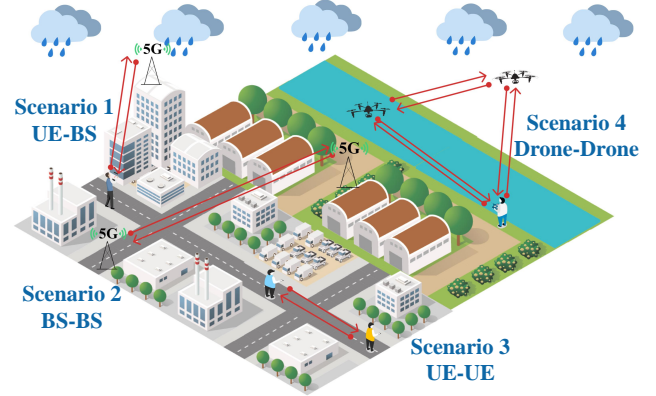 5G
Scenario 1
UE-BS
5G
Scenario 4
Drone-Drone
5G
Scenario 2
BS-BS
Scenario 3
UE-UE